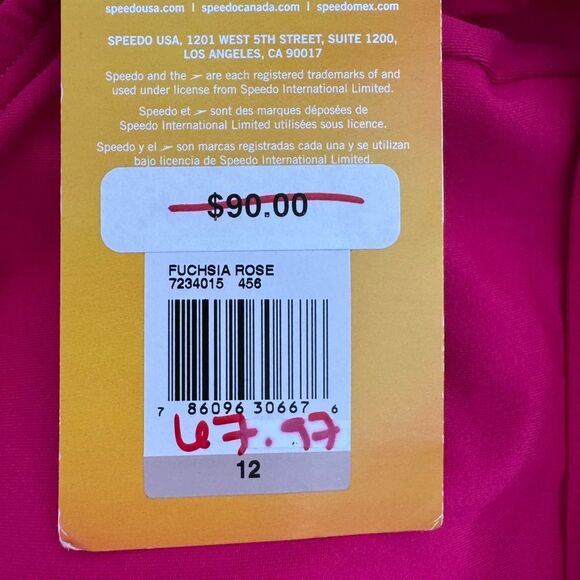 speedousa.com | speedocanada.com | speedomex.com
SPEEDO USA, 1201 WEST 5TH STREET, SUITE 1200,
LOS ANGELES, CA 90017
Speedo and the are each registered trademarks of and
used under license from Speedo International Limited.
Speedo et sont des marques déposées de
Speedo International Limited utilisées sous licence.
Speedo y el son marcas registradas cada una y se utilizan
bajo licencia de Speedo International Limited.
$90.00
FUCHSIA ROSE
7234015 456
7 86096 30667 6
67.97
12